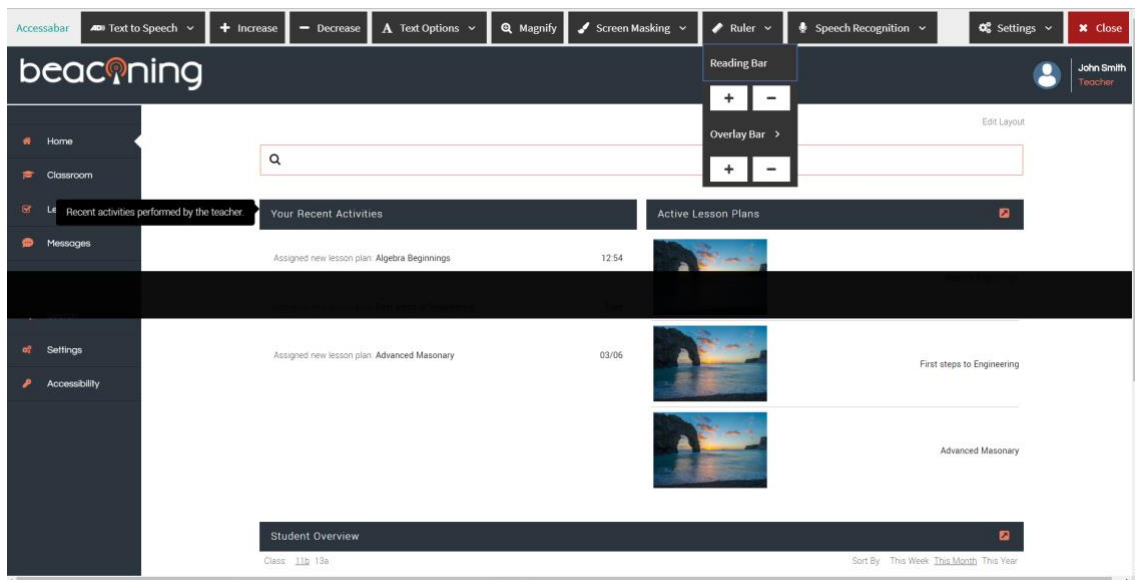 Accessabar Text to Speech Increase Decrease Text Options Magnify Screen Masking Ruler Speech Recognition Settings Close
beaconing
Reading Bar
John Smith
Teacher
+ −
Edit Layout
Overlay Bar >
+ −
Home
Classroom
Le
Recent activities performed by the teacher.
Messages
Settings
Accessibility
Your Recent Activities
Assigned new lesson plan: Algebra Beginnings 12:54
Assigned new lesson plan: Advanced Masonary 03/06
Active Lesson Plans
First steps to Engineering
Advanced Masonary
Student Overview
Class: 11b 13a
Sort By This Week This Month This Year